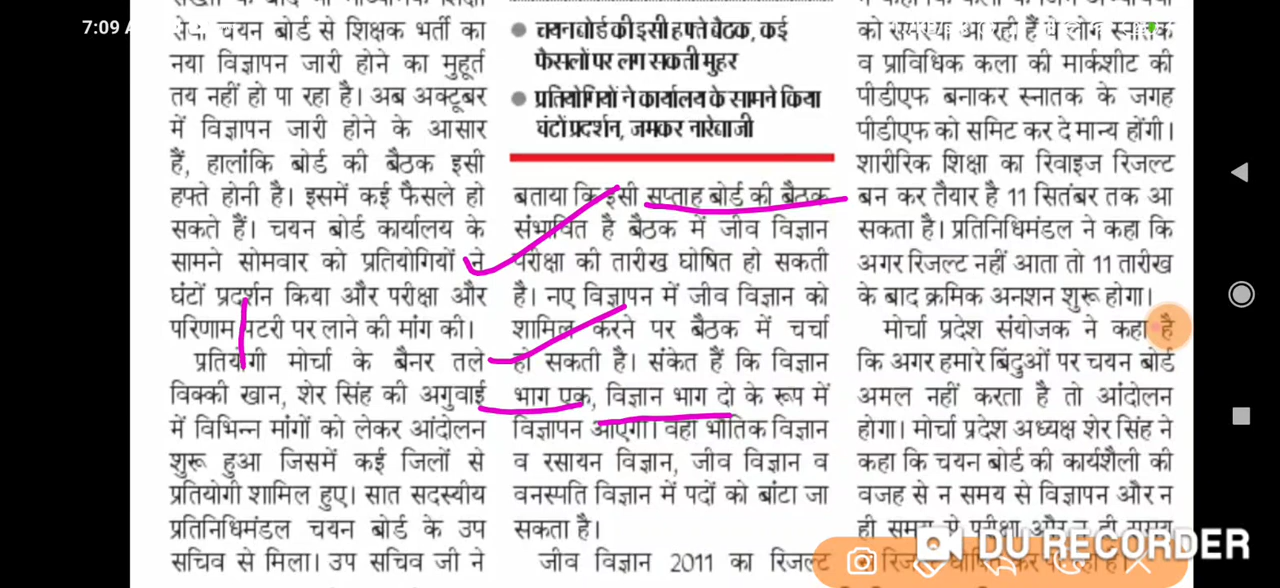 7:09
सेवा चयन बोर्ड से शिक्षक भर्ती का
नया विज्ञापन जारी होने का मुहूर्त
तय नहीं हो पा रहा है। अब अक्टूबर
में विज्ञापन जारी होने के आसार
हैं, हालांकि बोर्ड की बैठक इसी
हफ्ते होनी है। इसमें कई फैसले हो
सकते हैं। चयन बोर्ड कार्यालय के
सामने सोमवार को प्रतियोगियों ने
घंटों प्रदर्शन किया और परीक्षा और
परिणाम पटरी पर लाने की मांग की।
प्रतियोगी मोर्चा के बैनर तले
विक्की खान, शेर सिंह की अगुवाई
में विभिन्न मांगों को लेकर आंदोलन
शुरू हुआ जिसमें कई जिलों से
प्रतियोगी शामिल हुए। सात सदस्यीय
प्रतिनिधिमंडल चयन बोर्ड के उप
सचिव से मिला। उप सचिव जी ने
चयन बोर्ड की इसी हफ्ते बैठक, कई
फैसलों पर लग सकती मुहर
प्रतियोगियों ने कार्यालय के सामने किया
घंटों प्रदर्शन, जमकर नारेबाजी
बताया कि इसी सप्ताह बोर्ड की बैठक
संभावित है बैठक में जीव विज्ञान
परीक्षा की तारीख घोषित हो सकती
है। नए विज्ञापन में जीव विज्ञान को
शामिल करने पर बैठक में चर्चा
हो सकती है। संकेत हैं कि विज्ञान
भाग एक, विज्ञान भाग दो के रूप में
विज्ञापन आएगा। वहां भौतिक विज्ञान
व रसायन विज्ञान, जीव विज्ञान व
वनस्पति विज्ञान में पदों को बांटा जा
सकता है।
जीव विज्ञान 2011 का रिजल्ट
को समस्या आ रही है वे लोग स्नातक
व प्राविधिक कला की मार्कशीट की
पीडीएफ बनाकर स्नातक के जगह
पीडीएफ को समिट कर दे मान्य होंगी।
शारीरिक शिक्षा का रिवाइज रिजल्ट
बन कर तैयार है 11 सितंबर तक आ
सकता है। प्रतिनिधिमंडल ने कहा कि
अगर रिजल्ट नहीं आता तो 11 तारीख
के बाद क्रमिक अनशन शुरू होगा।
मोर्चा प्रदेश संयोजक ने कहा है
कि अगर हमारे बिंदुओं पर चयन बोर्ड
अमल नहीं करता है तो आंदोलन
होगा। मोर्चा प्रदेश अध्यक्ष शेर सिंह ने
कहा कि चयन बोर्ड की कार्यशैली की
वजह से न समय से विज्ञापन और न
ही समय से परीक्षा और न ही समय
DU RECORDER